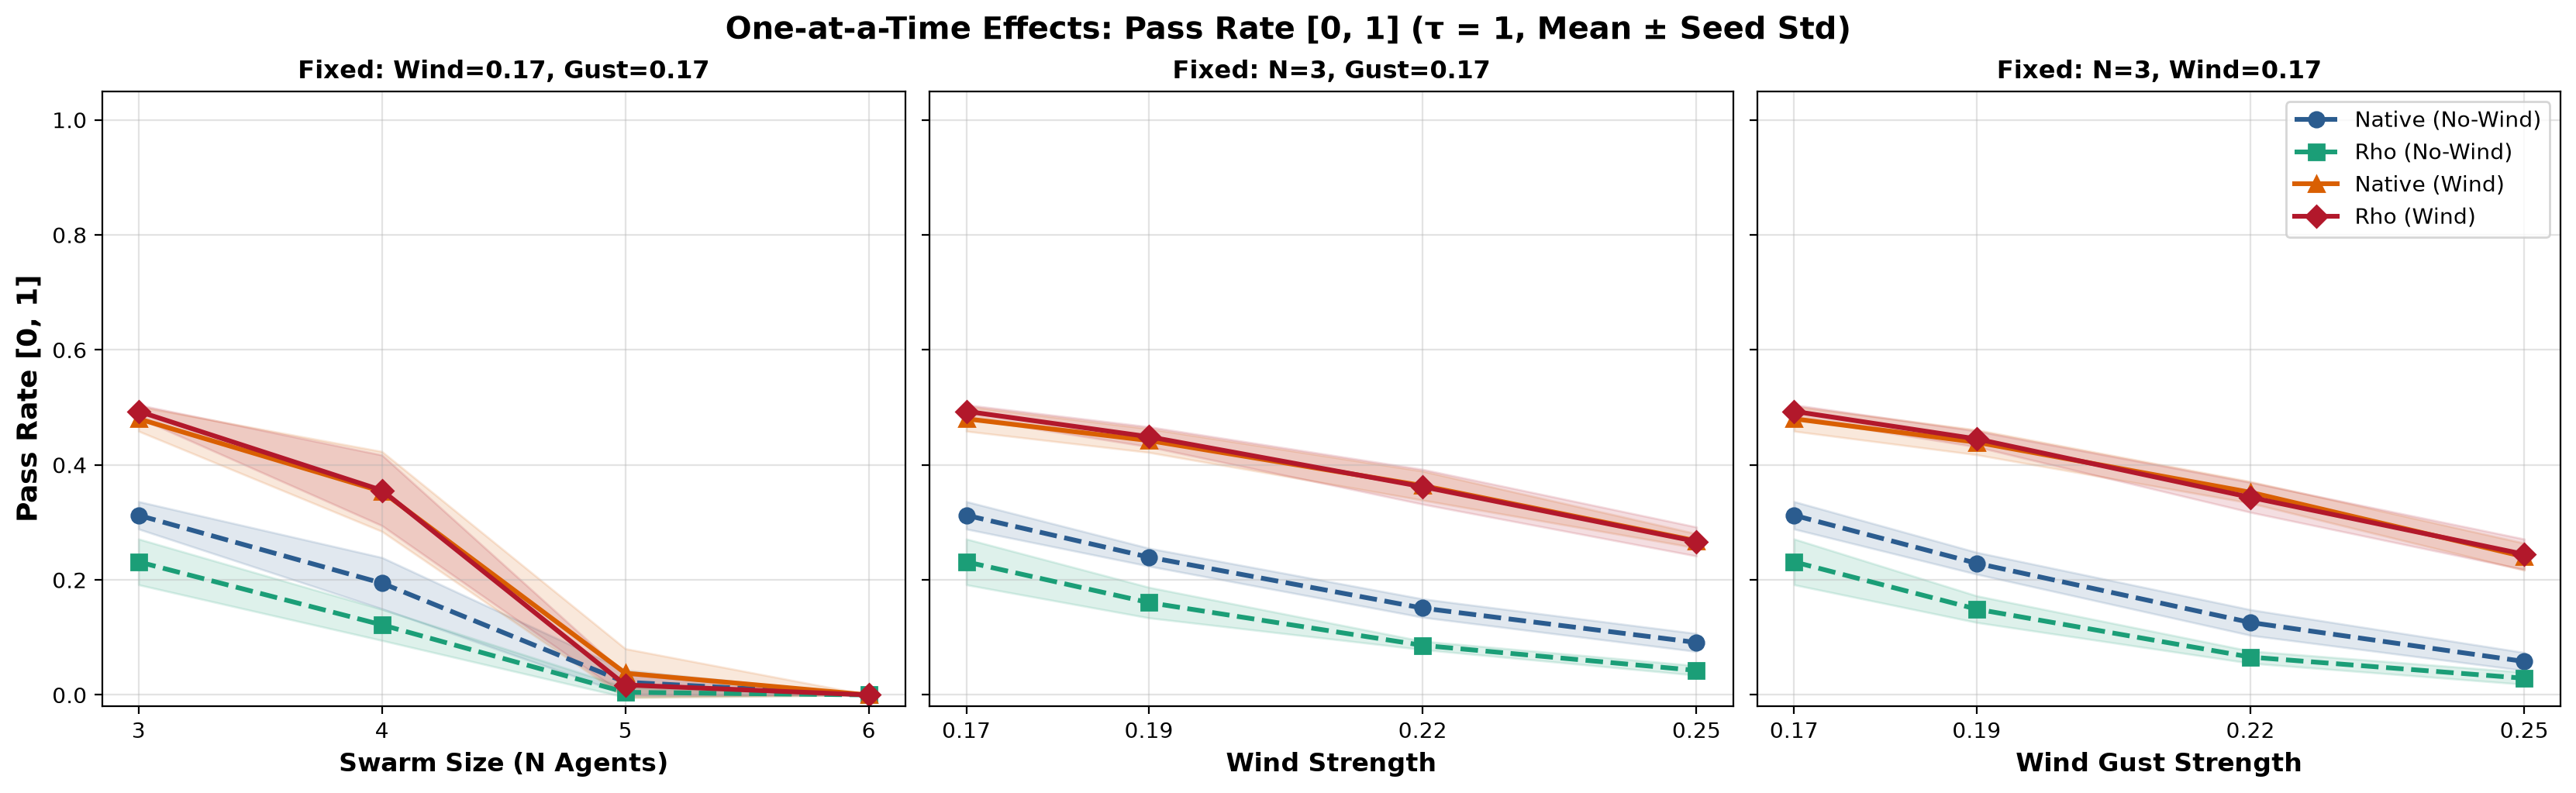 One-at-a-Time Effects: Pass Rate [0, 1] (τ = 1, Mean ± Seed Std)
Fixed: Wind=0.17, Gust=0.17
Fixed: N=3, Gust=0.17
Fixed: N=3, Wind=0.17
Pass Rate [0, 1]
1.0
0.8
0.6
0.4
0.2
0.0
3 4 5 6
Swarm Size (N Agents)
0.17 0.19 0.22 0.25
Wind Strength
0.17 0.19 0.22 0.25
Wind Gust Strength
Native (No-Wind)
Rho (No-Wind)
Native (Wind)
Rho (Wind)